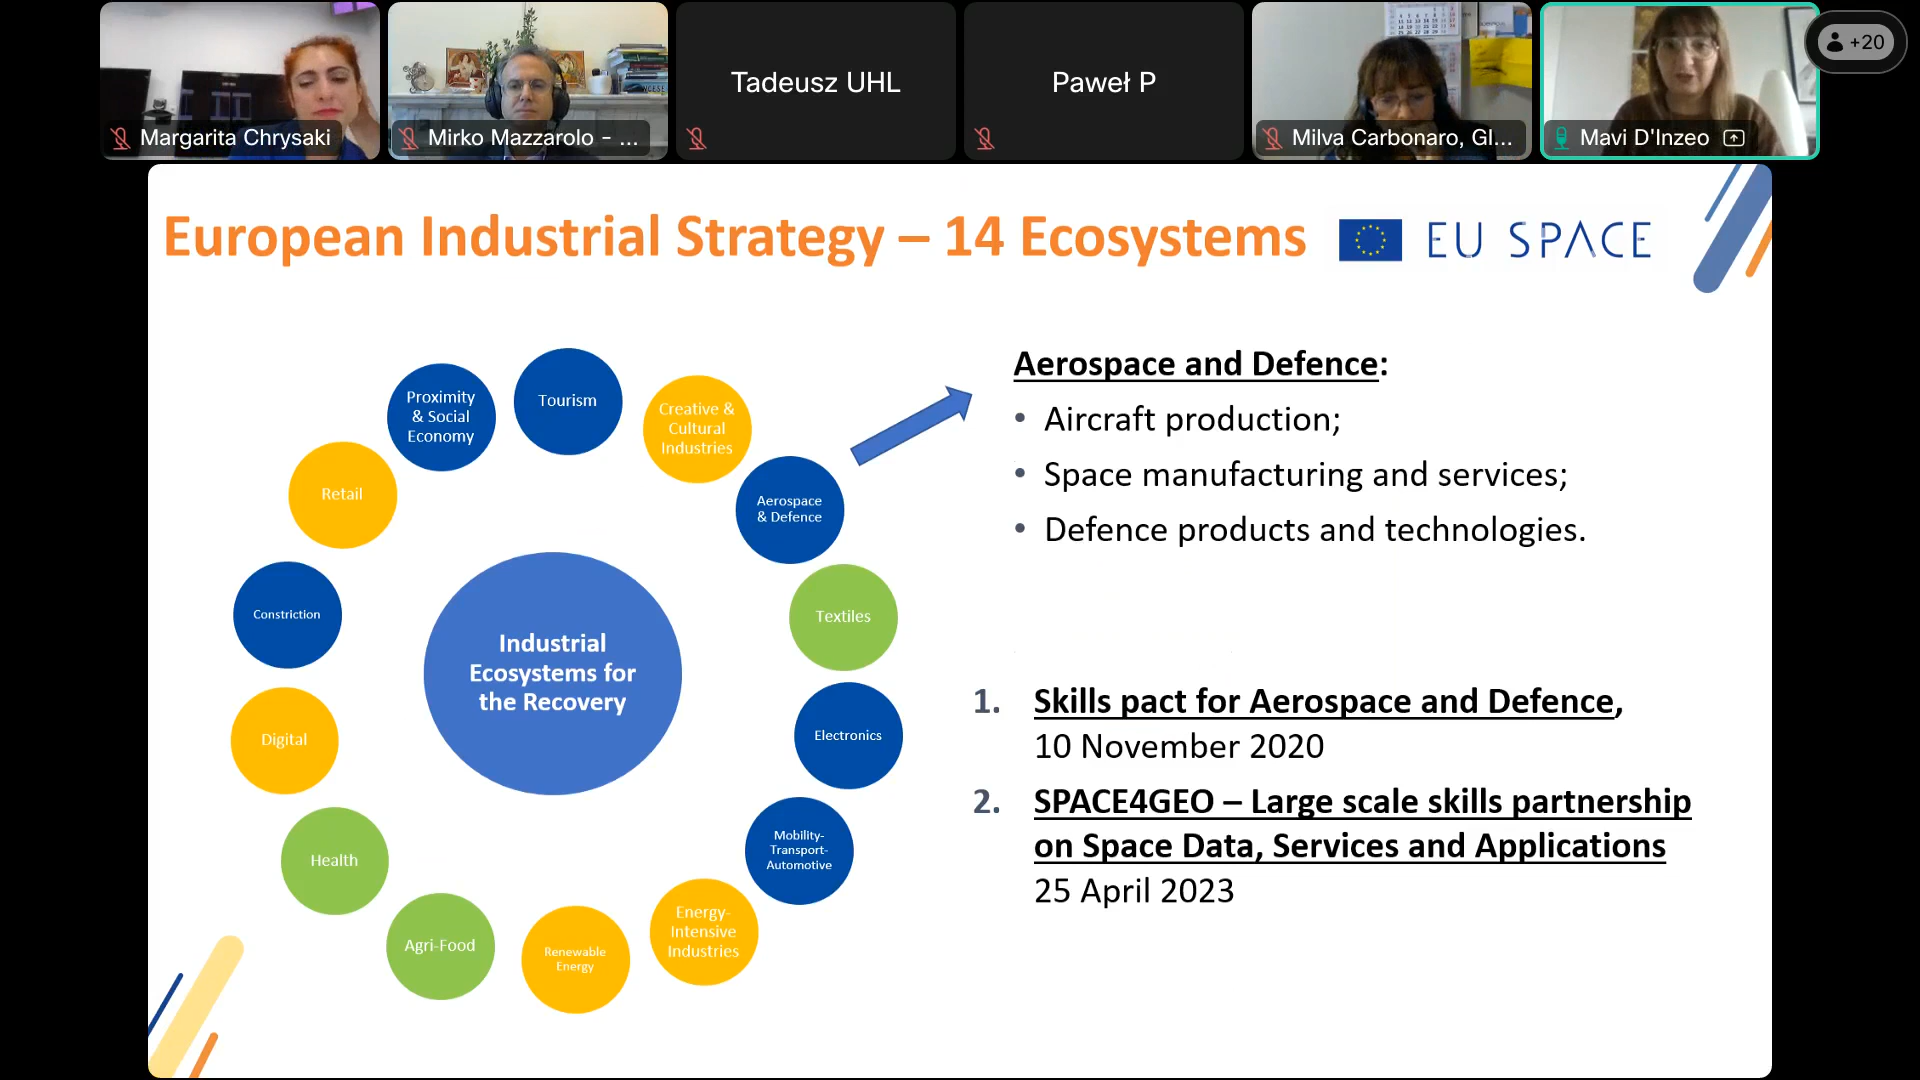 Margarita Chrysaki
Mirko Mazzarolo - ...
Tadeusz UHL
Paweł P
Milva Carbonaro, GI...
Mavi D'Inzeo
+20
European Industrial Strategy – 14 Ecosystems
EU SPACE
Proximity
& Social
Economy
Tourism
Creative &
Cultural
Industries
Aerospace
& Defence
Textiles
Electronics
Mobility-
Transport-
Automotive
Energy-
Intensive
Industries
Renewable
Energy
Agri-Food
Health
Digital
Constriction
Retail
Industrial
Ecosystems for
the Recovery
Aerospace and Defence:
• Aircraft production;
• Space manufacturing and services;
• Defence products and technologies.
1. Skills pact for Aerospace and Defence,
10 November 2020
2. SPACE4GEO – Large scale skills partnership
on Space Data, Services and Applications
25 April 2023